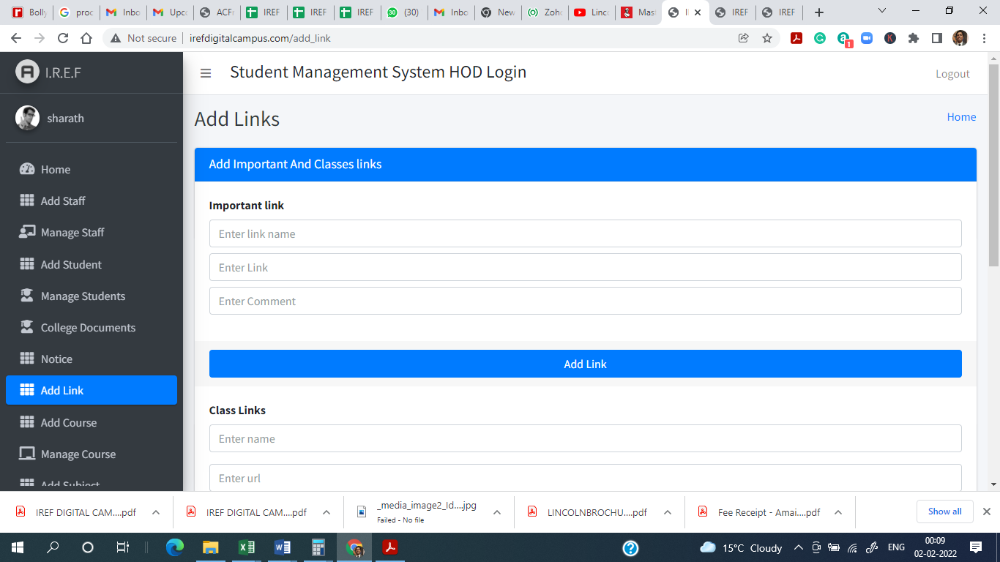 Bolly
proc
Inbo
Upco
ACFr
IREF
IREF
IREF
(30)
Inbo
New
Zoho
Linco
Mast
IREF
IREF
Not secure
irefdigitalcampus.com/add_link
1
I.R.E.F
Student Management System HOD Login
Logout
sharath
Add Links
Home
Home
Add Staff
Manage Staff
Add Student
Manage Students
College Documents
Notice
Add Link
Add Course
Manage Course
Add Subject
Add Important And Classes links
Important link
Enter link name
Enter Link
Enter Comment
Add Link
Class Links
Enter name
Enter url
IREF DIGITAL CAM....pdf
IREF DIGITAL CAM....pdf
_media_image2_Id....jpg
Failed - No file
LINCOLNBROCHU....pdf
Fee Receipt - Amai....pdf
Show all
15°C Cloudy
ENG
00:09
02-02-2022